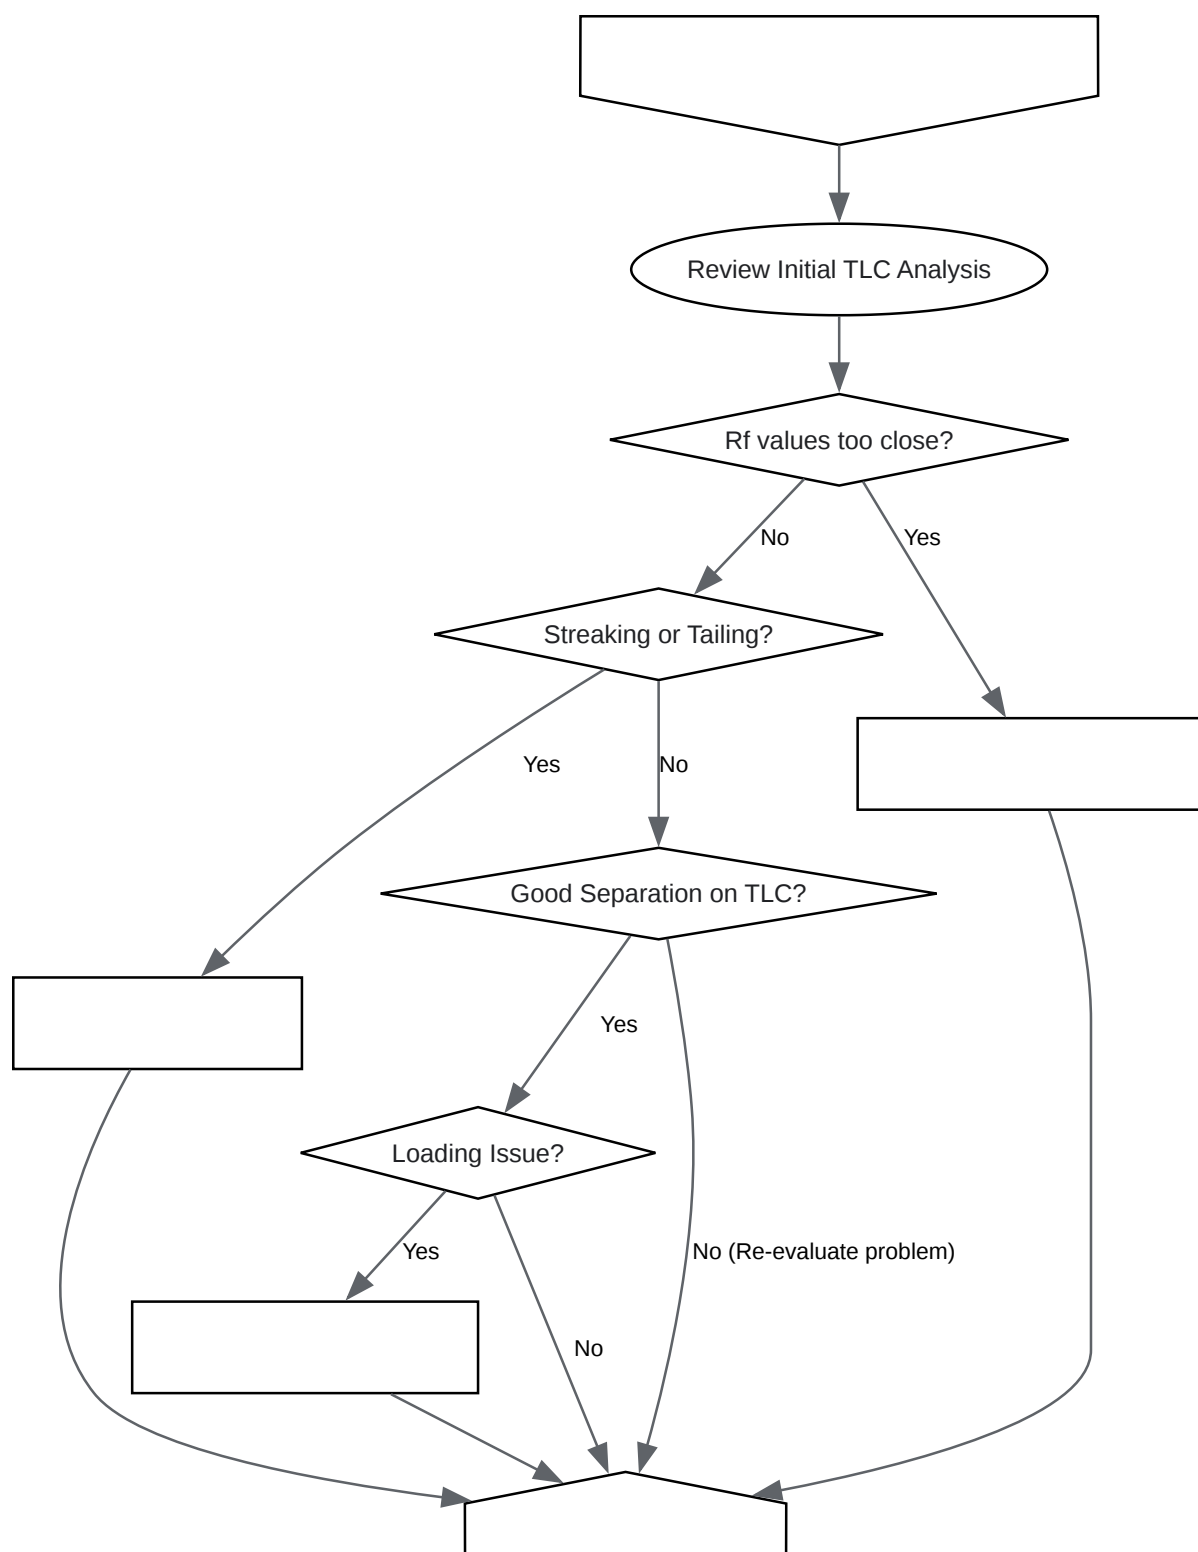 Review Initial TLC Analysis
Rf values too close?
No
Yes
Streaking or Tailing?
Yes
No
Good Separation on TLC?
Yes
Loading Issue?
Yes
No (Re-evaluate problem)
No